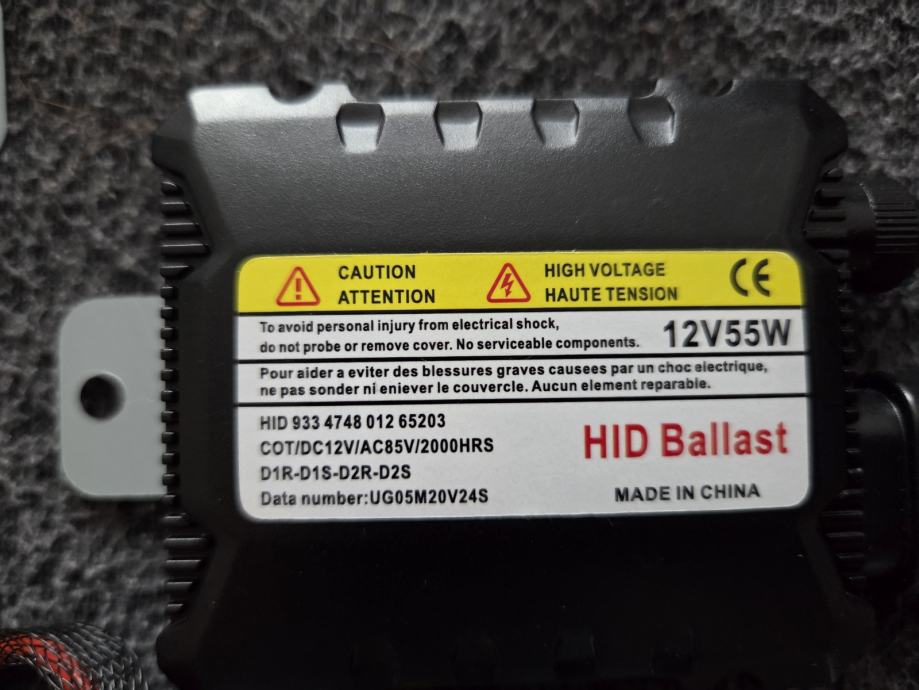 CAUTION
ATTENTION
HIGH VOLTAGE
HAUTE TENSION
CE
To avoid personal injury from electrical shock,
do not probe or remove cover. No serviceable components.
12V55W
Pour aider a eviter des blessures graves causees par un choc electrique,
ne pas sonder ni eniever le couvercle. Aucun element reparable.
HID 933 4748 012 65203
COT/DC12V/AC85V/2000HRS
D1R-D1S-D2R-D2S
Data number:UG05M20V24S
HID Ballast
MADE IN CHINA